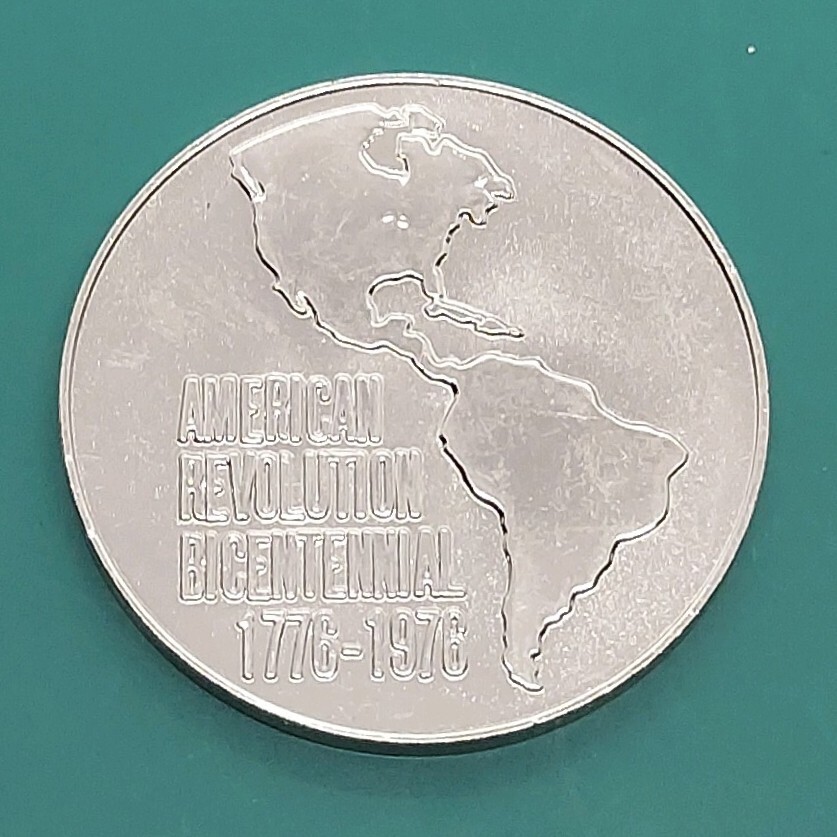 AMERICAN
REVOLUTION
BICENTENNIAL
1776-1976